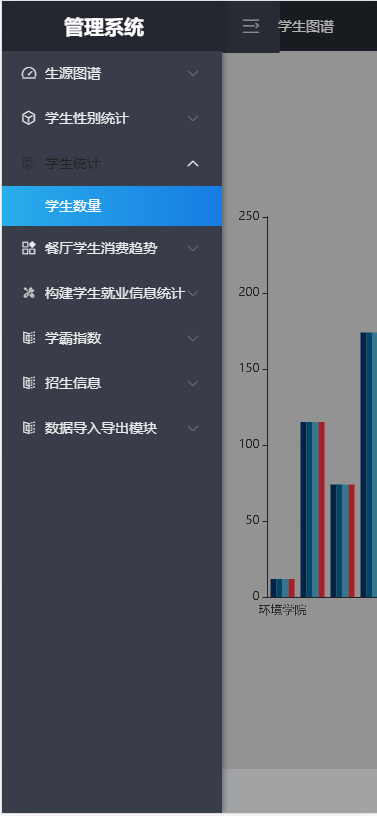 管理系统
学生图谱
生源图谱
学生性别统计
学生统计
学生数量
餐厅学生消费趋势
构建学生就业信息统计
学霸指数
招生信息
数据导入导出模块
250
200
150
100
50
0
环境学院